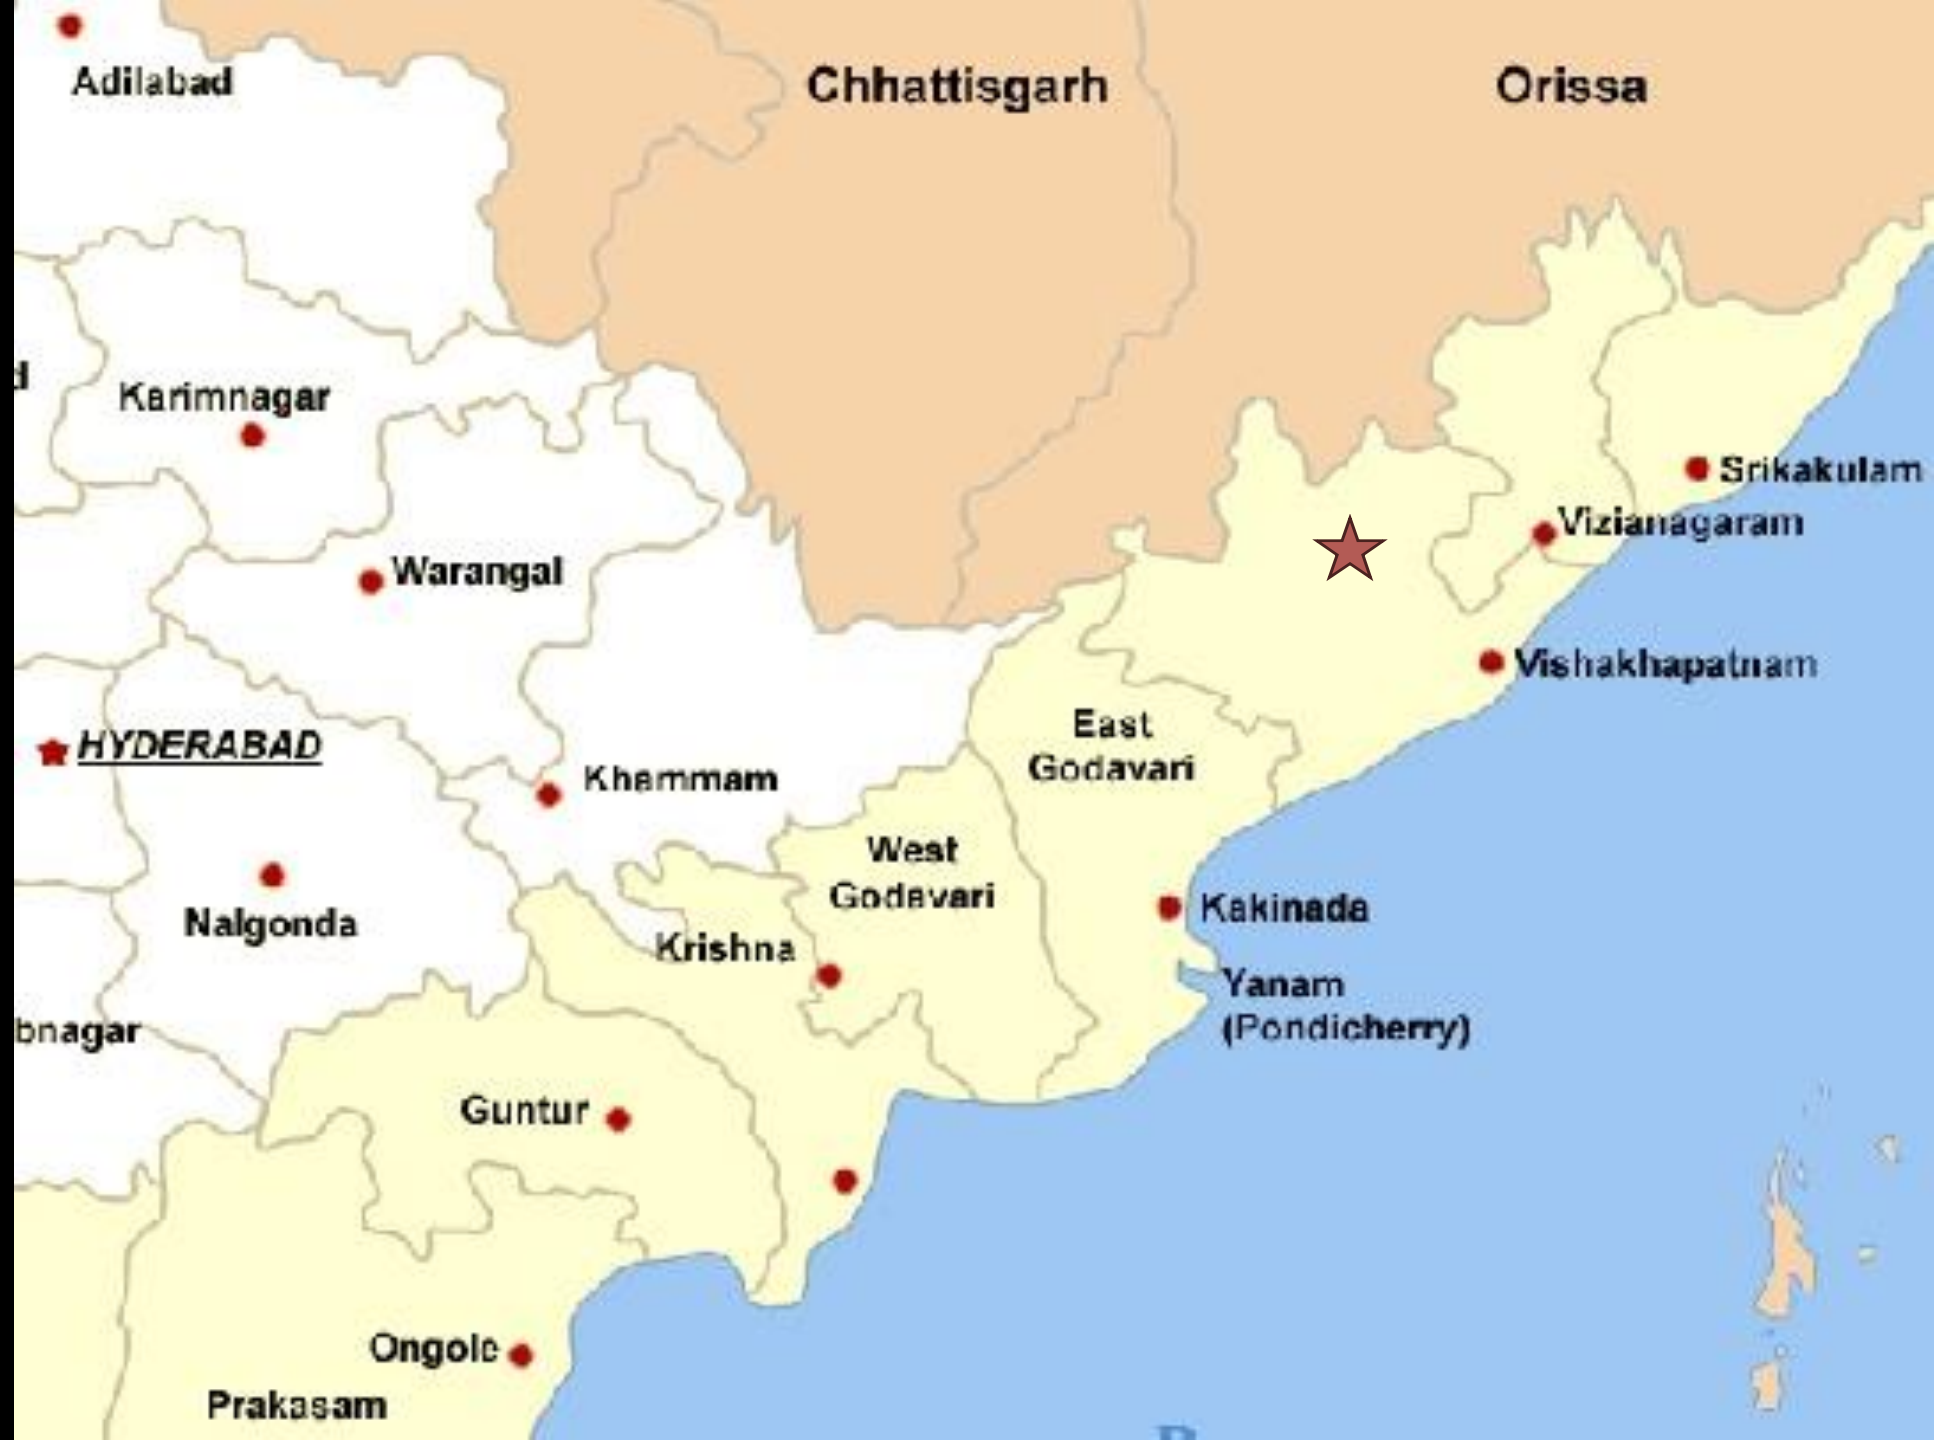 Adilabad
Chhattisgarh
Orissa
d
Karimnagar
Srikakulam
Vizianagaram
Warangal
Vishakhapatnam
HYDERABAD
East
Godavari
Khammam
West
Godavari
Nalgonda
Kakinada
Krishna
Yanam
(Pondicherry)
bnagar
Guntur
Ongole
Prakasam